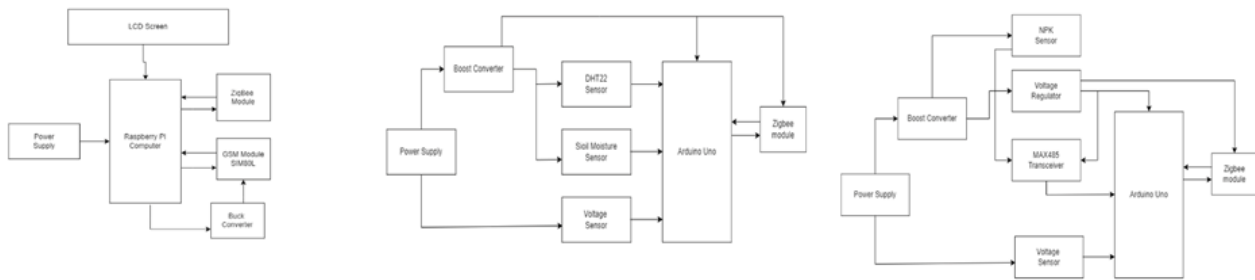 LCD Screen
Power
Supply
Raspberry PI
Computer
ZigBee
Module
GSM Module
SIM80L
Buck
Converter
Boost Converter
Power Supply
DHT22
Sensor
Sioil Moisture
Sensor
Voltage
Sensor
Arduino Uno
Zigbee
module
NPK
Sensor
Voltage
Regulator
Boost Converter
MAX485
Transceiver
Power Supply
Arduino Uno
Zigbee
module
Voltage
Sensor